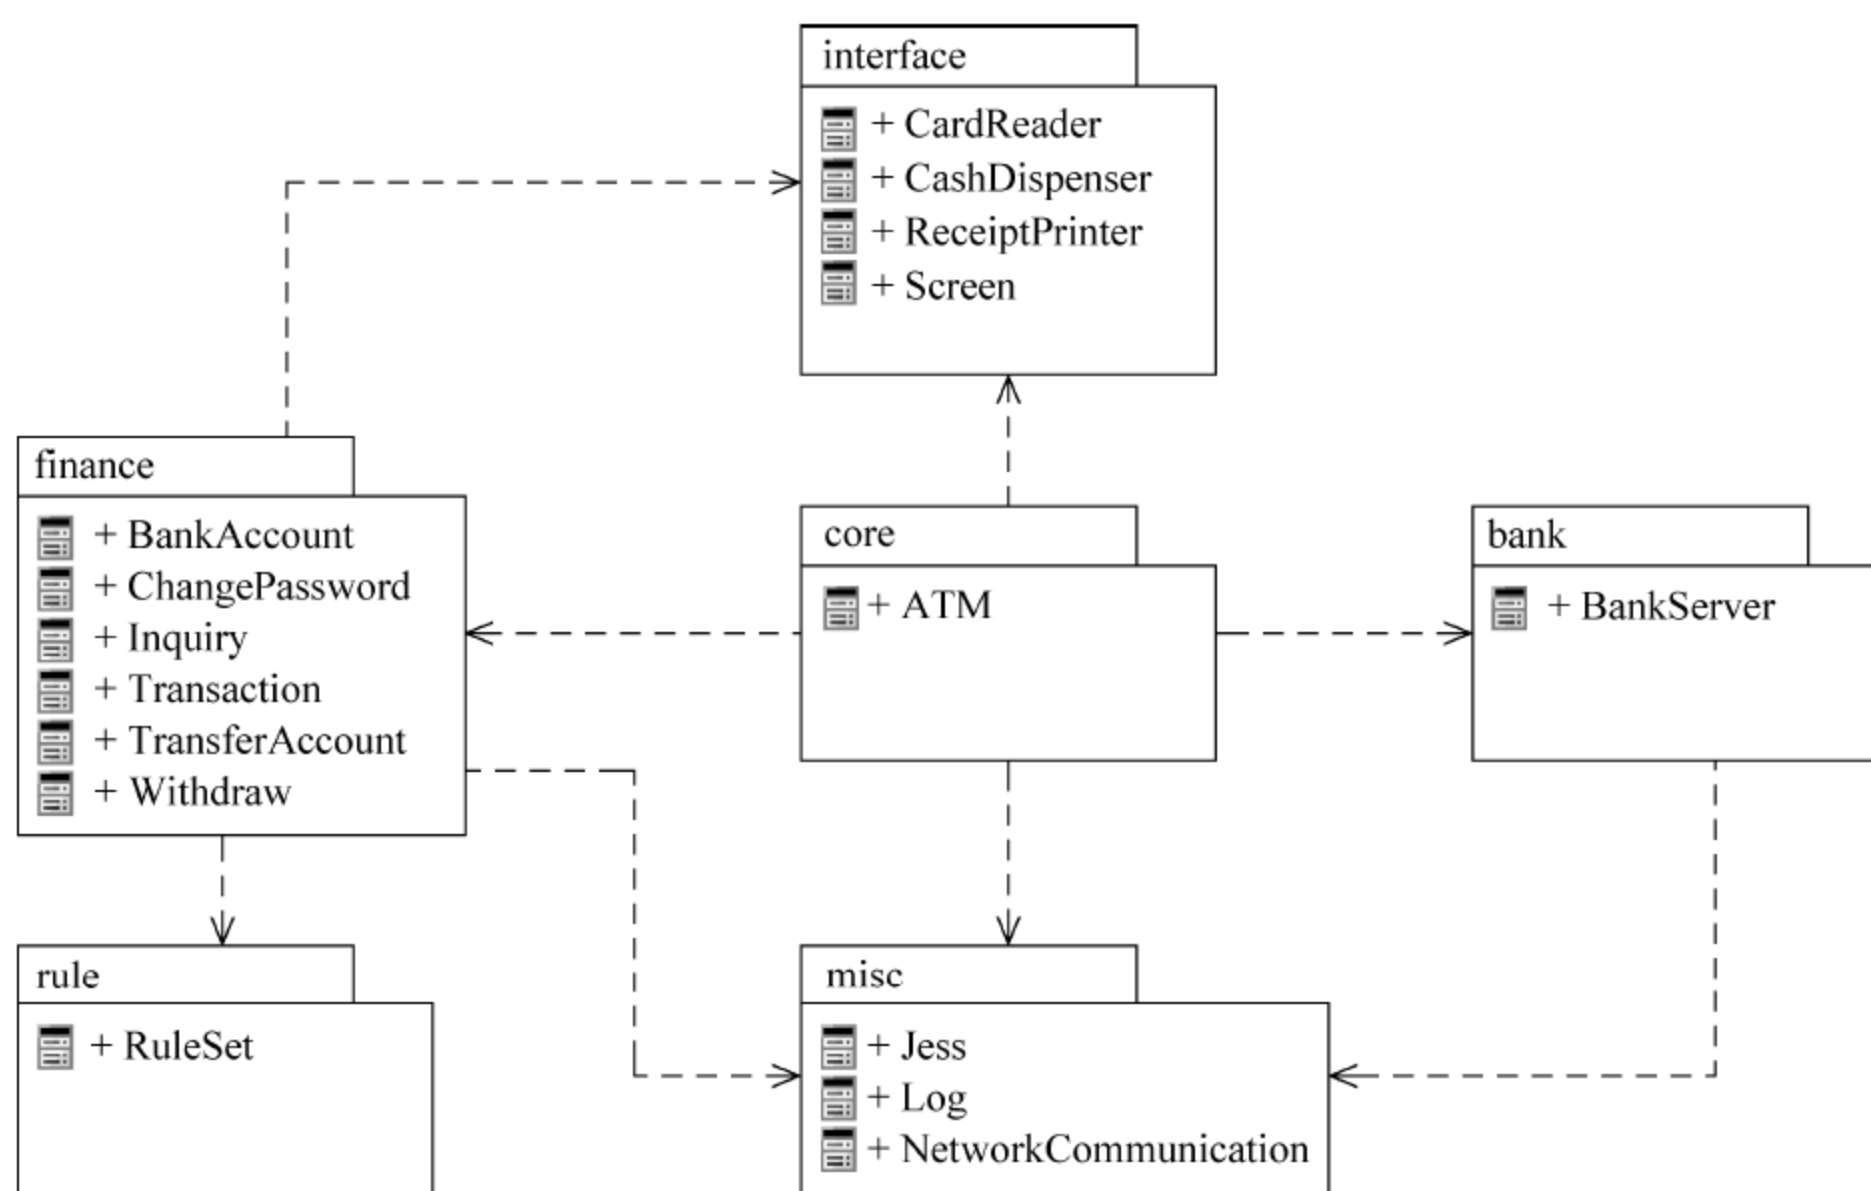 interface
+ CardReader
+ CashDispenser
+ ReceiptPrinter
+ Screen
finance
+ BankAccount
+ ChangePassword
+ Inquiry
+ Transaction
+ TransferAccount
+ Withdraw
core
+ ATM
bank
+ BankServer
rule
+ RuleSet
misc
+ Jess
+ Log
+ NetworkCommunication